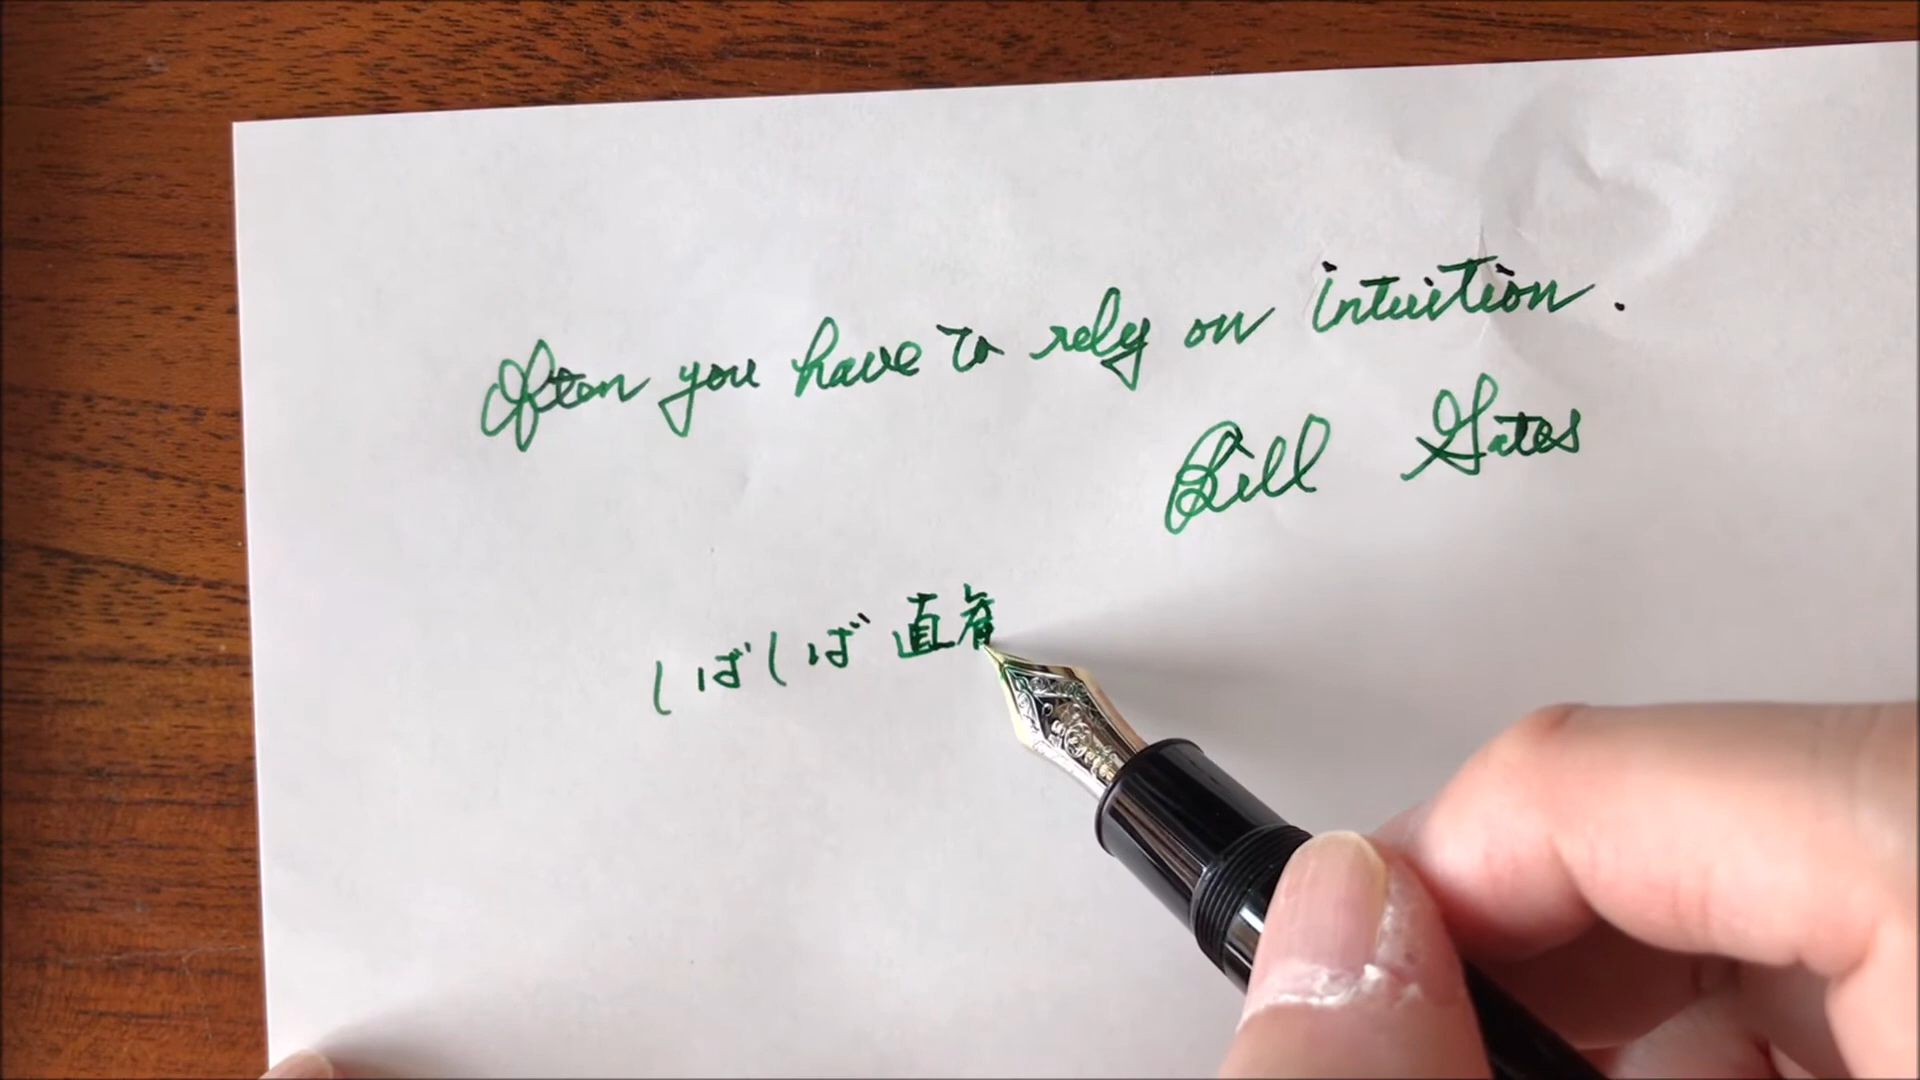 Often you have to rely on intuition.
Bill Gates
しばしば直